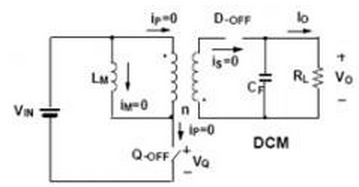 iP=0
D-OFF
IO
iS=0
LM
iM=0
CF
RL
+
VO
−
VIN
n
iP=0
Q-OFF
+
VQ
−
DCM